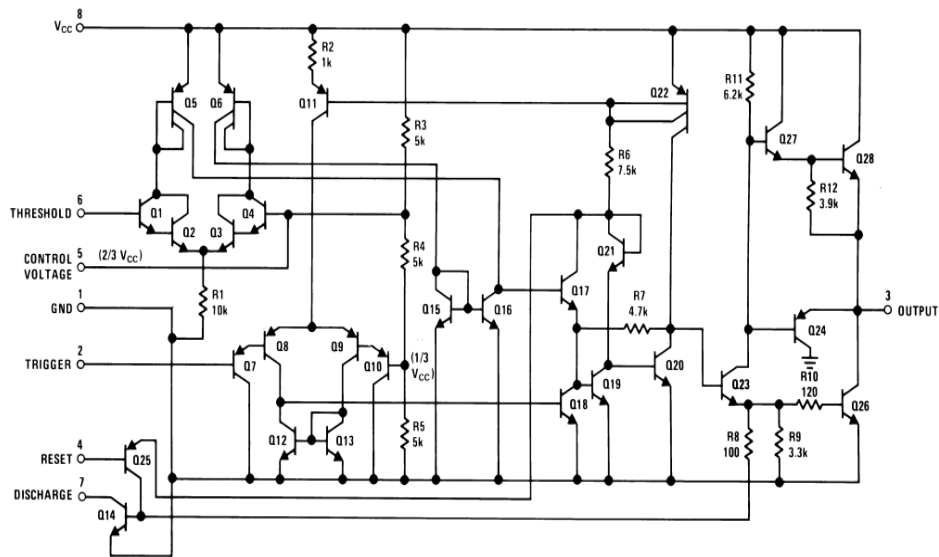 8
VCC
R2
1k
Q5
Q6
Q11
Q22
R11
6.2k
Q27
Q28
R3
5k
R6
7.5k
R12
3.9k
6
THRESHOLD
Q1
Q2
Q3
Q4
CONTROL
VOLTAGE
5
(2/3 VCC)
R4
5k
Q21
1
GND
R1
10k
Q15
Q16
Q17
R7
4.7k
3
OUTPUT
Q24
2
TRIGGER
Q7
Q8
Q9
Q10
(1/3
VCC)
Q18
Q19
Q20
Q23
R10
120
Q26
4
RESET
Q25
Q12
Q13
R5
5k
R8
100
R9
3.3k
7
DISCHARGE
Q14